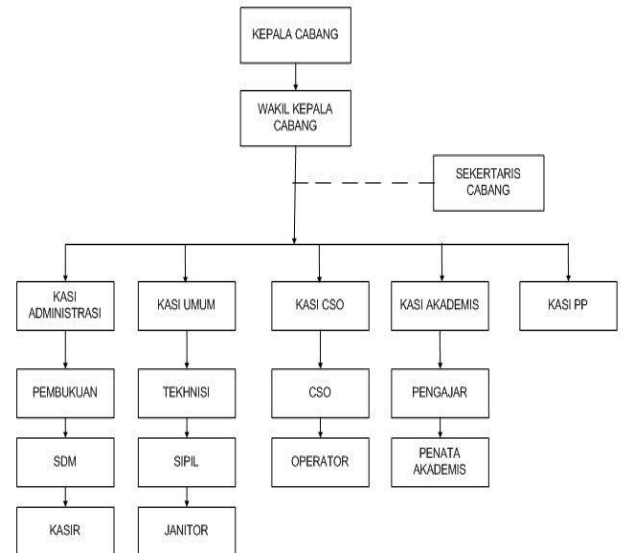 KEPALA CABANG
WAKIL KEPALA
CABANG
SEKERTARIS
CABANG
KASI
ADMINISTRASI
KASI UMUM
KASI CSO
KASI AKADEMIS
KASI PP
PEMBUKUAN
TEKHNISI
CSO
PENGAJAR
SDM
SIPIL
OPERATOR
PENATA
AKADEMIS
KASIR
JANITOR